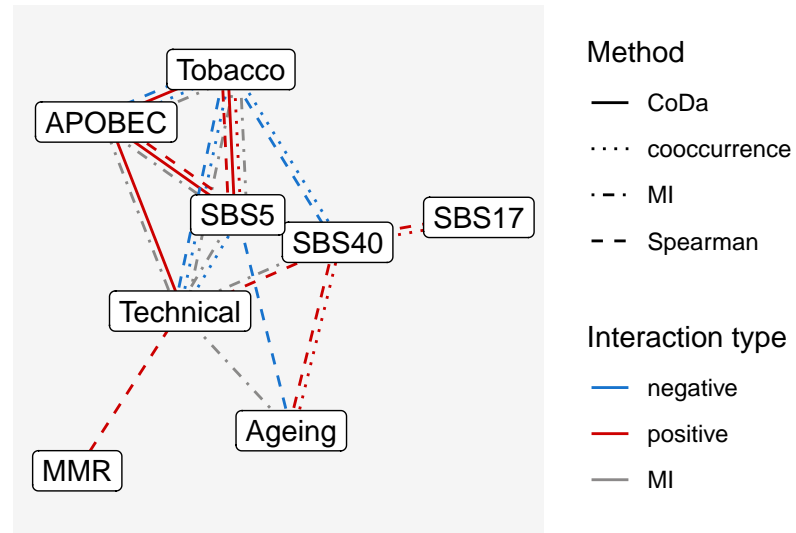 Tobacco
APOBEC
SBS5
SBS17
SBS40
Technical
Ageing
MMR
Method
CoDa
cooccurrence
MI
Spearman
Interaction type
negative
positive
MI